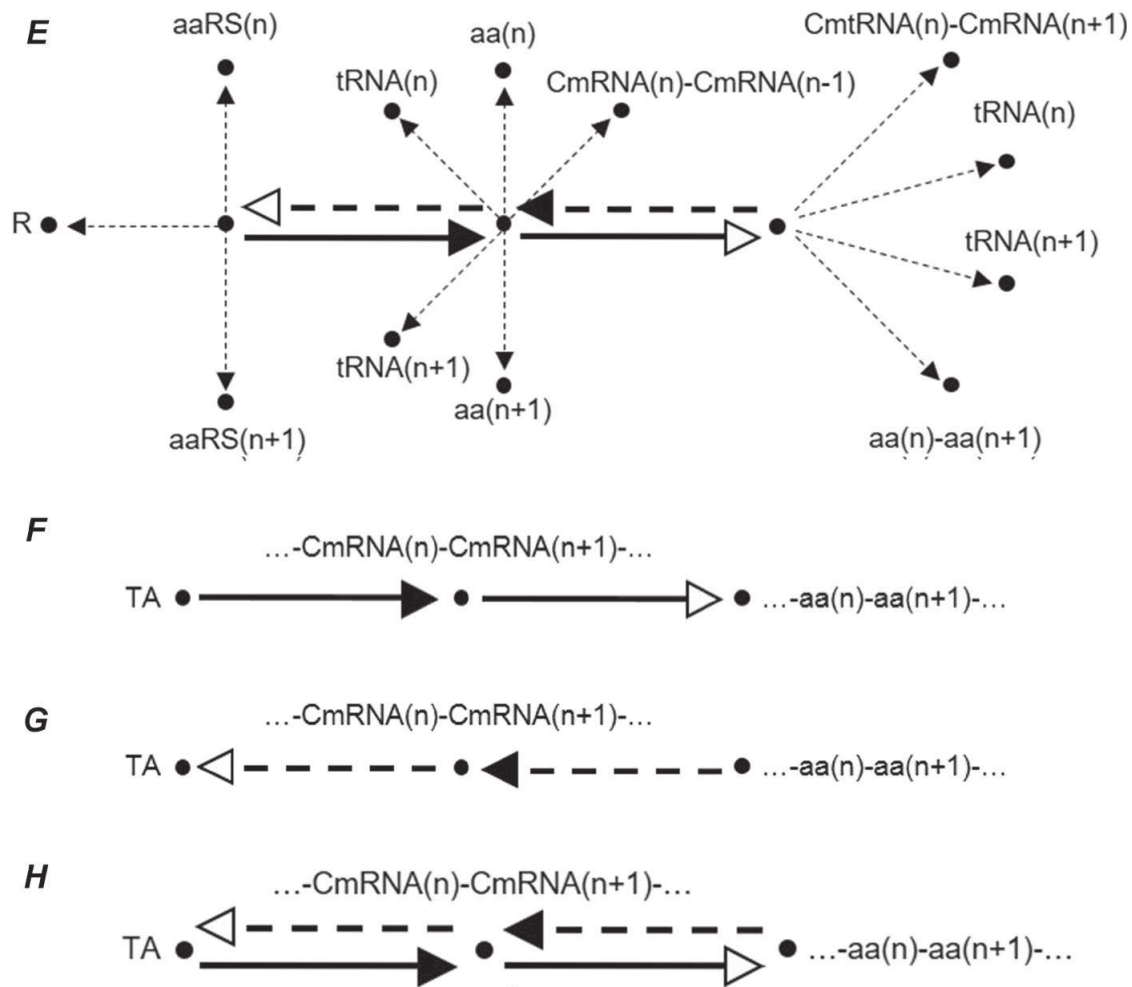 E
aaRS(n)
aa(n)
CmtRNA(n)-CmRNA(n+1)
tRNA(n)
CmRNA(n)-CmRNA(n-1)
tRNA(n)
R
tRNA(n+1)
tRNA(n+1)
aa(n+1)
aaRS(n+1)
aa(n)-aa(n+1)
F
...-CmRNA(n)-CmRNA(n+1)-...
TA
...-aa(n)-aa(n+1)-...
G
...-CmRNA(n)-CmRNA(n+1)-...
TA
...-aa(n)-aa(n+1)-...
H
...-CmRNA(n)-CmRNA(n+1)-...
TA
...-aa(n)-aa(n+1)-...